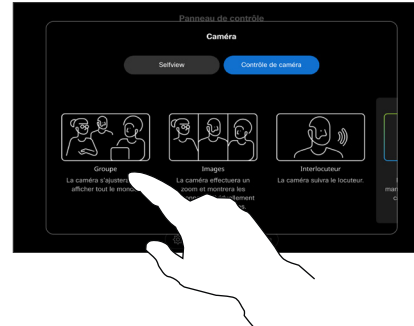 Panneau de contrôle
Caméra
Selfview
Contrôle de caméra
Groupe
La caméra s'ajustera
afficher tout le
Images
La caméra effectuera un
zoom et montrera les
Interlocuteur
La caméra suivra le locuteur.